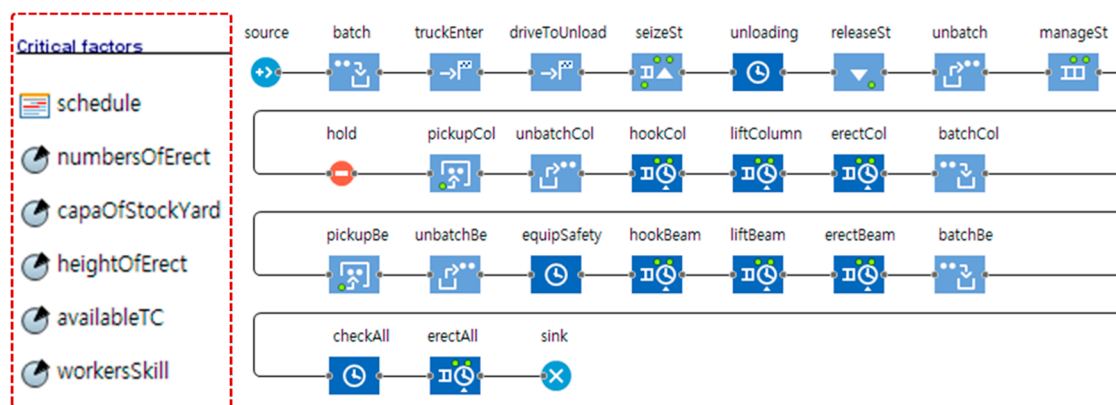 Critical factors
schedule
numbersOfErect
capaOfStockYard
heightOfErect
availableTC
workersSkill
source batch truckEnter driveToUnload seizeSt unloading releaseSt unbatch manageSt
hold pickupCol unbatchCol hookCol liftColumn erectCol batchCol
pickupBe unbatchBe equipSafety hookBeam liftBeam erectBeam batchBe
checkAll erectAll sink